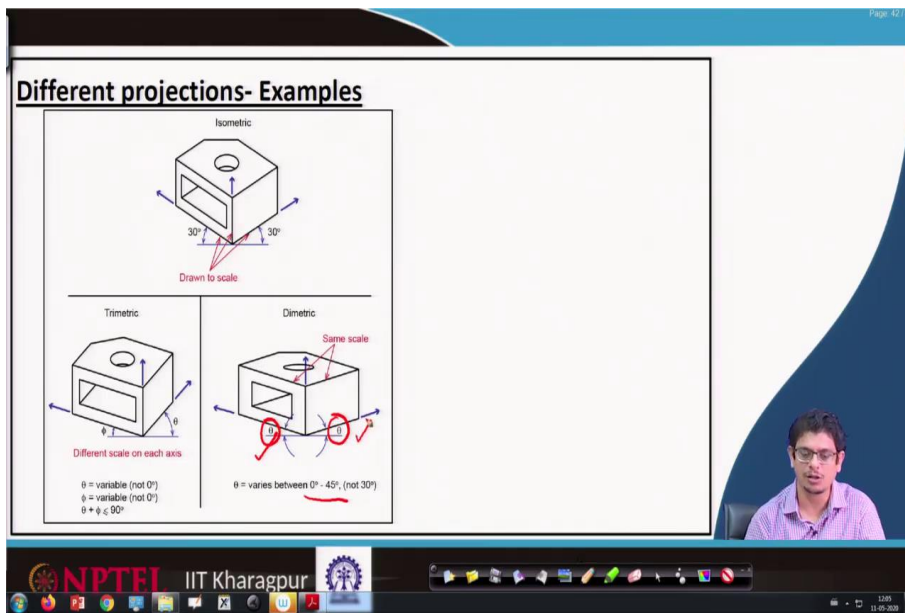 Page: 42 /
Different projections- Examples
Isometric
30° 30°
Drawn to scale
Trimetric
Dimetric
Same scale
φ θ
θ θ
Different scale on each axis
θ = variable (not 0°)
φ = variable (not 0°)
θ + φ ⩽ 90°
θ = varies between 0° - 45°, (not 30°)
NPTEL IIT Kharagpur
12:05
11-05-2020